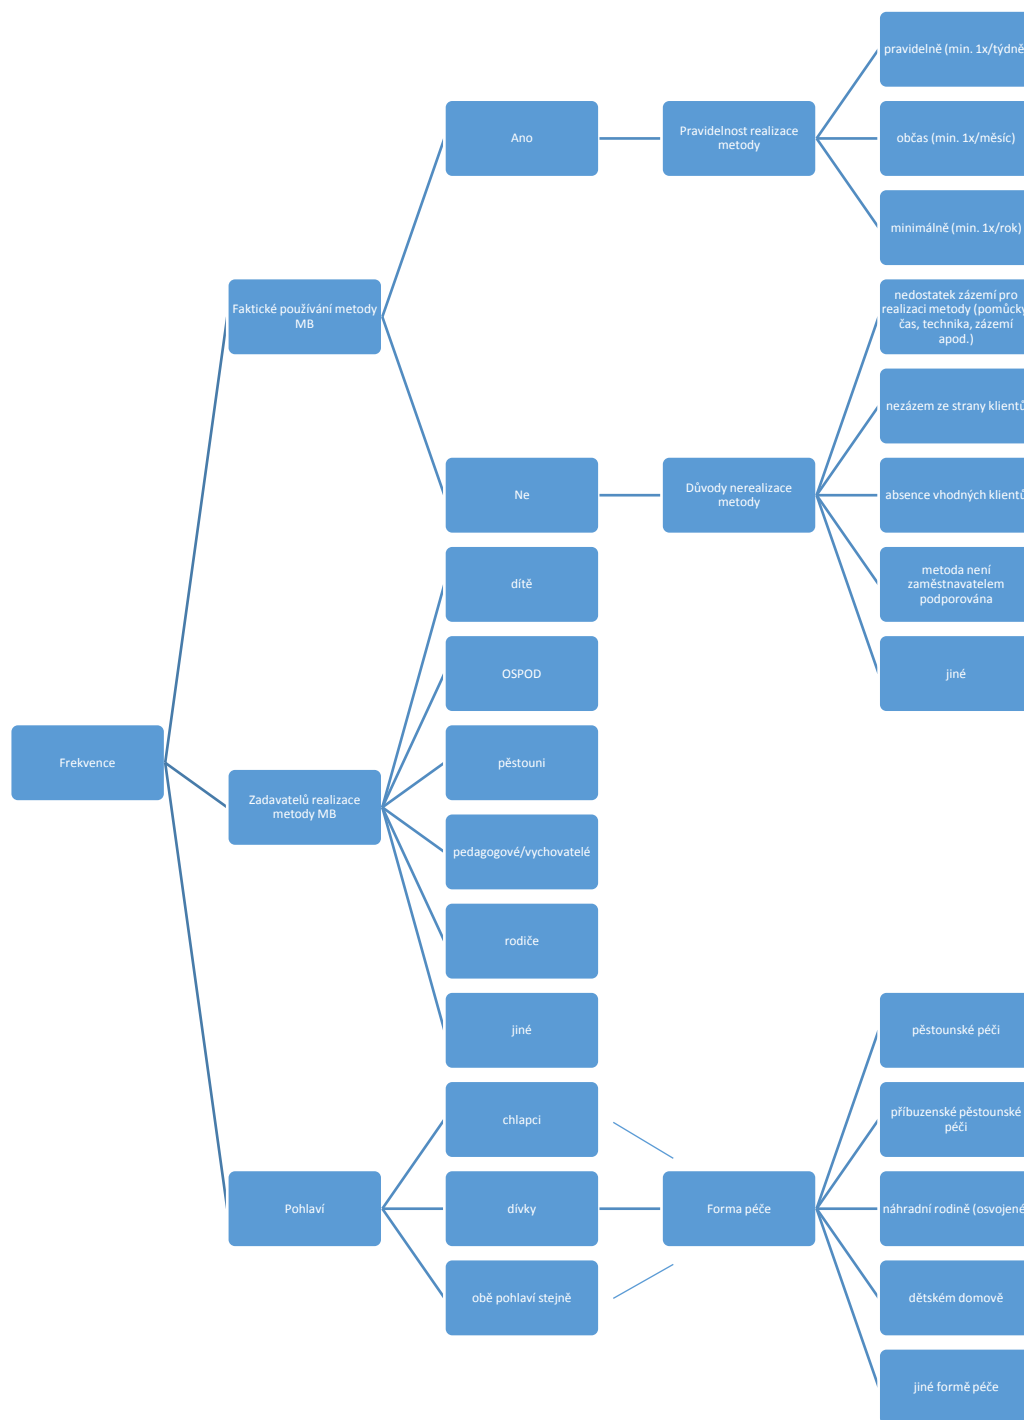 pravidelně (min. 1x/týdně
Ano
Pravidelnost realizace
metody
občas (min. 1x/měsíc)
minimálně (min. 1x/rok)
Faktické používání metody
MB
nedostatek zázemí pro
realizaci metody (pomůcky
čas, technika, zázemí
apod.)
nezázem ze strany klientů
Ne
Důvody nerealizace
metody
absence vhodných klientů
dítě
metoda není
zaměstnavatelem
podporována
OSPOD
jiné
Frekvence
pěstouni
Zadavatelů realizace
metody MB
pedagogové/vychovatelé
rodiče
jiné
pěstounské péči
chlapci
příbuzenské pěstounské
péči
Pohlaví
dívky
Forma péče
náhradní rodině (osvojené
obě pohlaví stejně
dětském domově
jiné formě péče